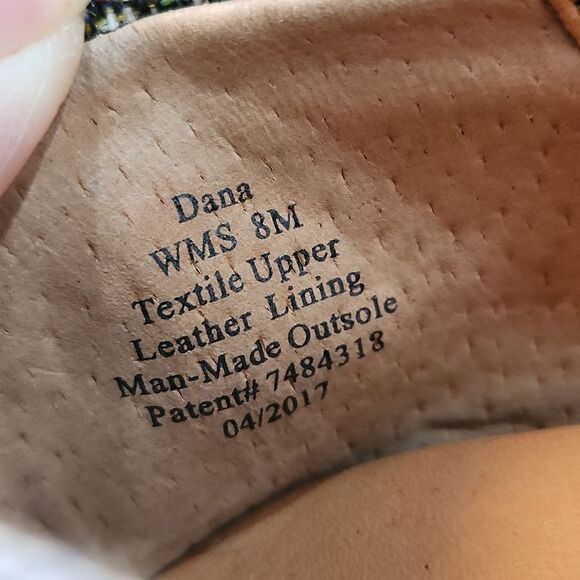 Dana
WMS 8M
Textile Upper
Leather Lining
Man-Made Outsole
Patent# 7484318
04/2017